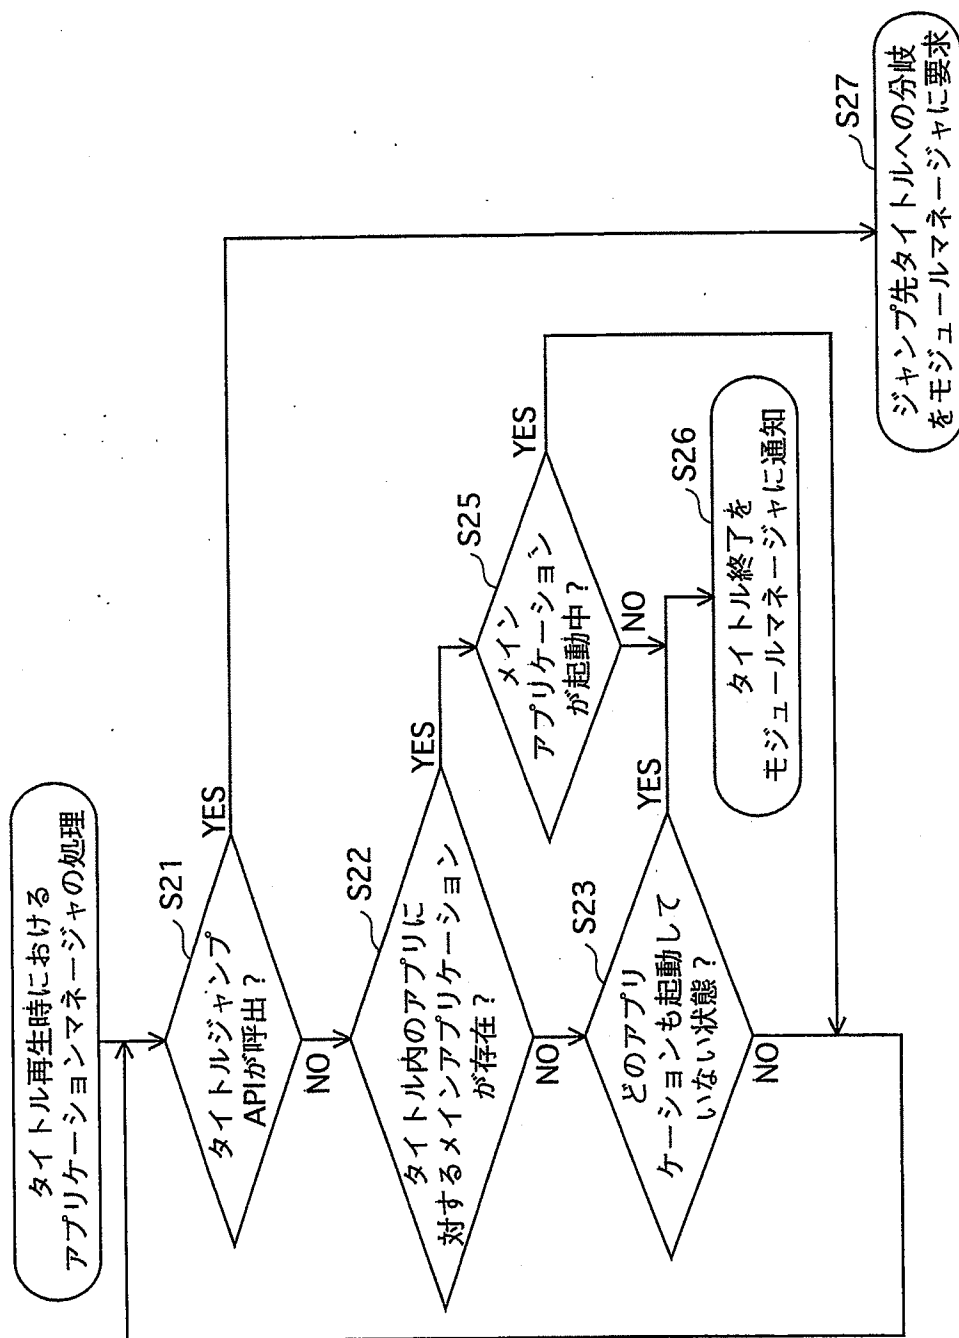 タイトル再生時における
アプリケーションマネージャの処理
S21
タイトルジャンプ
APIが呼出?
YES
NO
S22
タイトル内のアプリに
対するメインアプリケーション
が存在?
YES
NO
S25
メイン
アプリケーション
が起動中?
YES
NO
S23
どのアプリ
ケーションも起動して
いない状態?
YES
NO
S26
タイトル終了を
モジュールマネージャに通知
S27
ジャンプ先タイトルへの分岐
をモジュールマネージャに要求